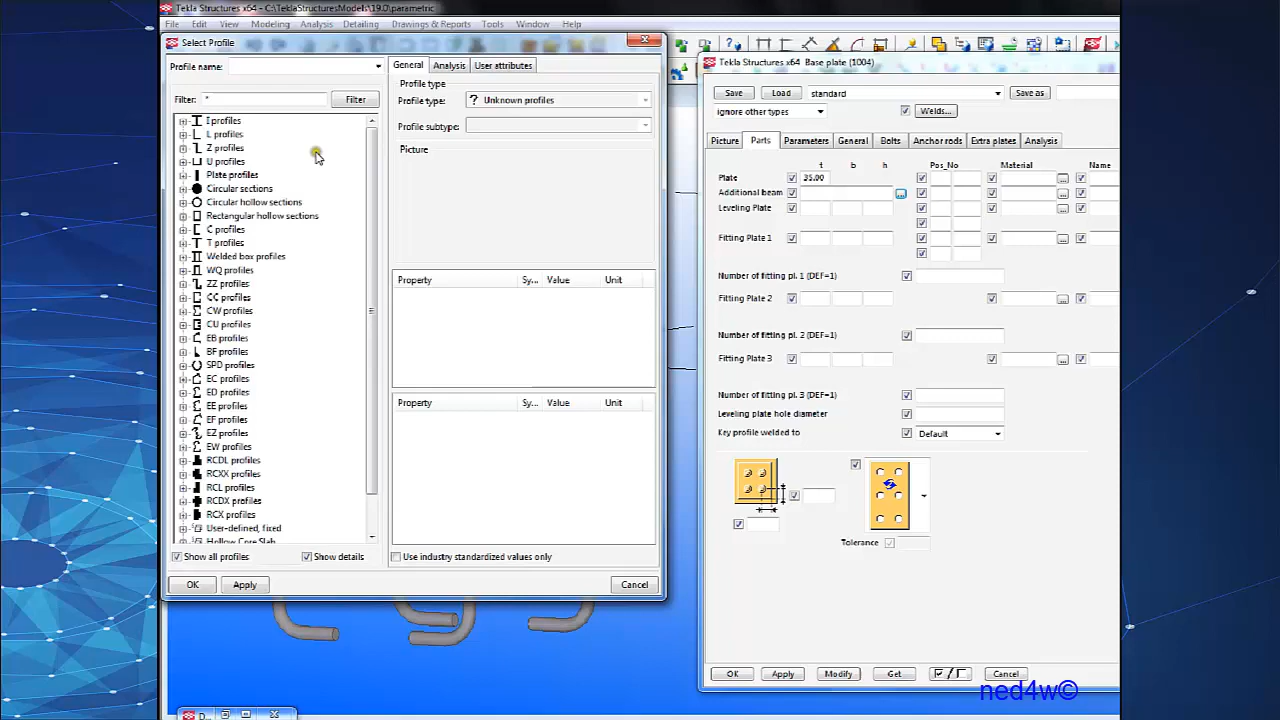 Tekla Structures x64 - C:\TeklaStructuresModels\19.0\parametric
File Edit View Modeling Analysis Detailing Drawings & Reports Tools Window Help
Select Profile
Profile name:
Filter: * Filter
I profiles
L profiles
Z profiles
U profiles
Plate profiles
Circular sections
Circular hollow sections
Rectangular hollow sections
C profiles
T profiles
Welded box profiles
WQ profiles
ZZ profiles
CC profiles
CW profiles
CU profiles
EB profiles
BF profiles
SPD profiles
EC profiles
ED profiles
EE profiles
EF profiles
EZ profiles
EW profiles
RCDL profiles
RCXX profiles
RCL profiles
RCDX profiles
RCX profiles
User-defined, fixed
Hollow Core Slab
Show all profiles Show details
OK Apply
General Analysis User attributes
Profile type
Profile type: ? Unknown profiles
Profile subtype:
Picture
Property Sy... Value Unit
Property Sy... Value Unit
Use industry standardized values only
Cancel
Tekla Structures x64 Base plate (1004)
Save Load standard Save as
ignore other types Welds...
Picture Parts Parameters General Bolts Anchor rods Extra plates Analysis
t b h Pos_No Material Name
Plate 35.00
Additional beam ...
Leveling Plate
Fitting Plate 1
Number of fitting pl. 1 (DEF=1)
Fitting Plate 2
Number of fitting pl. 2 (DEF=1)
Fitting Plate 3
Number of fitting pl. 3 (DEF=1)
Leveling plate hole diameter
Key profile welded to Default
Tolerance
OK Apply Modify Get / Cancel
ned4w©
D...